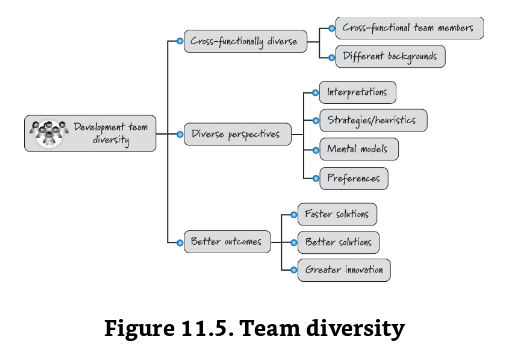 Cross-functionally diverse
Cross-functional team members
Different backgrounds
Development team
diversity
Diverse perspectives
Interpretations
Strategies/heuristics
Mental models
Preferences
Better outcomes
Faster solutions
Better solutions
Greater innovation
Figure 11.5. Team diversity